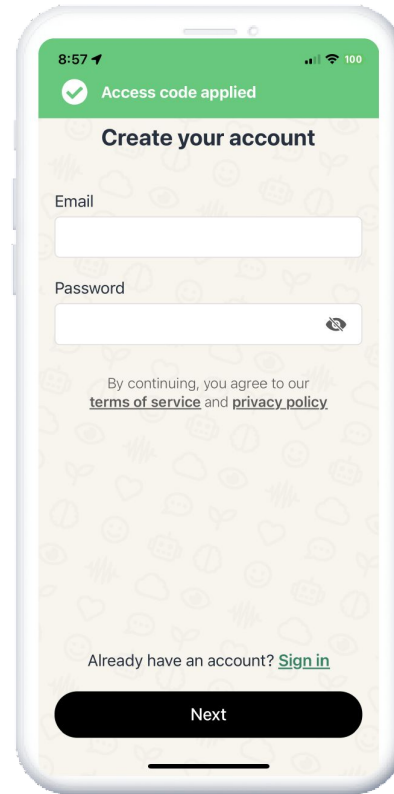 8:57
100
Access code applied
Create your account
Email
Password
By continuing, you agree to our
terms of service and privacy policy
Already have an account? Sign in
Next